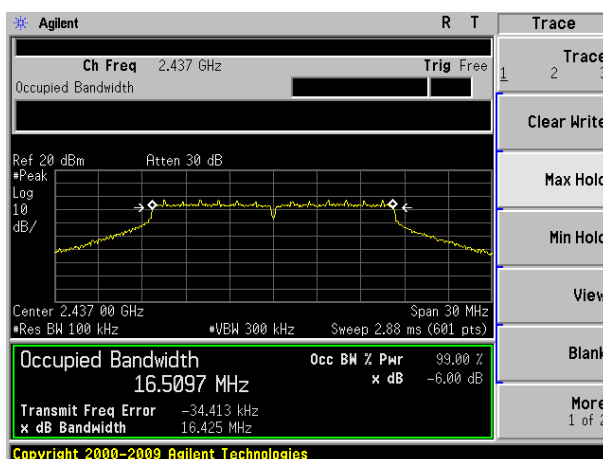 Agilent R T Trace
Ch Freq 2.437 GHz Trig Free
Occupied Bandwidth
Trace
1 2 3
Clear Write
Max Hold
Min Hold
View
Blank
More
1 of 2
Ref 20 dBm Atten 30 dB
#Peak
Log
10
dB/
Center 2.437 00 GHz Span 30 MHz
#Res BW 100 kHz #VBW 300 kHz Sweep 2.88 ms (601 pts)
Occupied Bandwidth Occ BW % Pwr 99.00 %
16.5097 MHz x dB -6.00 dB
Transmit Freq Error -34.413 kHz
x dB Bandwidth 16.425 MHz
Copyright 2000-2009 Agilent Technologies